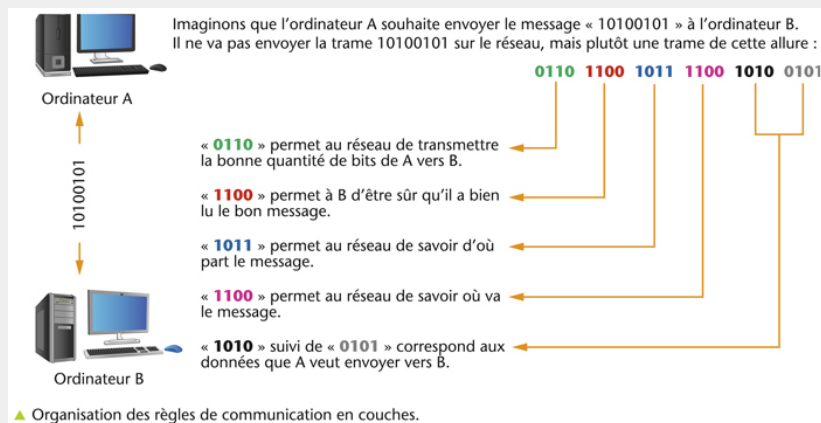 Imaginons que l'ordinateur A souhaite envoyer le message « 10100101 » à l'ordinateur B.
Il ne va pas envoyer la trame 10100101 sur le réseau, mais plutôt une trame de cette allure :
0110 1100 1011 1100 1010 0101
Ordinateur A
« 0110 » permet au réseau de transmettre
la bonne quantité de bits de A vers B.
10100101
« 1100 » permet à B d'être sûr qu'il a bien
lu le bon message.
« 1011 » permet au réseau de savoir d'où
part le message.
« 1100 » permet au réseau de savoir où va
le message.
« 1010 » suivi de « 0101 » correspond aux
données que A veut envoyer vers B.
Ordinateur B
▲ Organisation des règles de communication en couches.